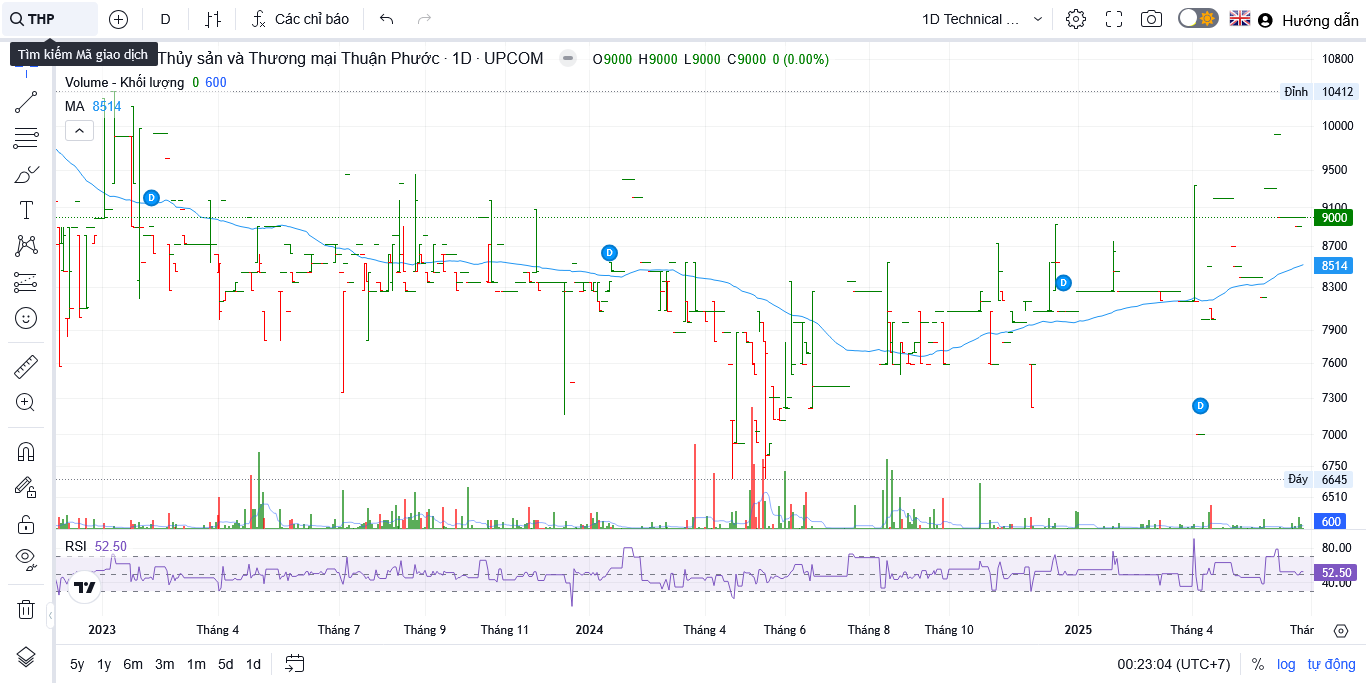 THP
D
Các chỉ báo
1D Technical ...
Hướng dẫn
Tìm kiếm Mã giao dịch
Thủy sản và Thương mại Thuận Phước · 1D · UPCOM
O9000 H9000 L9000 C9000 0 (0.00%)
Volume - Khối lượng 0 600
MA 8514
10800
Đỉnh 10412
10000
9500
9100
9000
8700
8514
8300
7900
7600
7300
7000
6750
Đáy 6645
6510
600
D
D
D
D
RSI 52.50
80.00
52.50
40.00
2023 Tháng 4 Tháng 7 Tháng 9 Tháng 11 2024 Tháng 4 Tháng 6 Tháng 8 Tháng 10 2025 Tháng 4 Thár
5y 1y 6m 3m 1m 5d 1d
00:23:04 (UTC+7) % log tự động